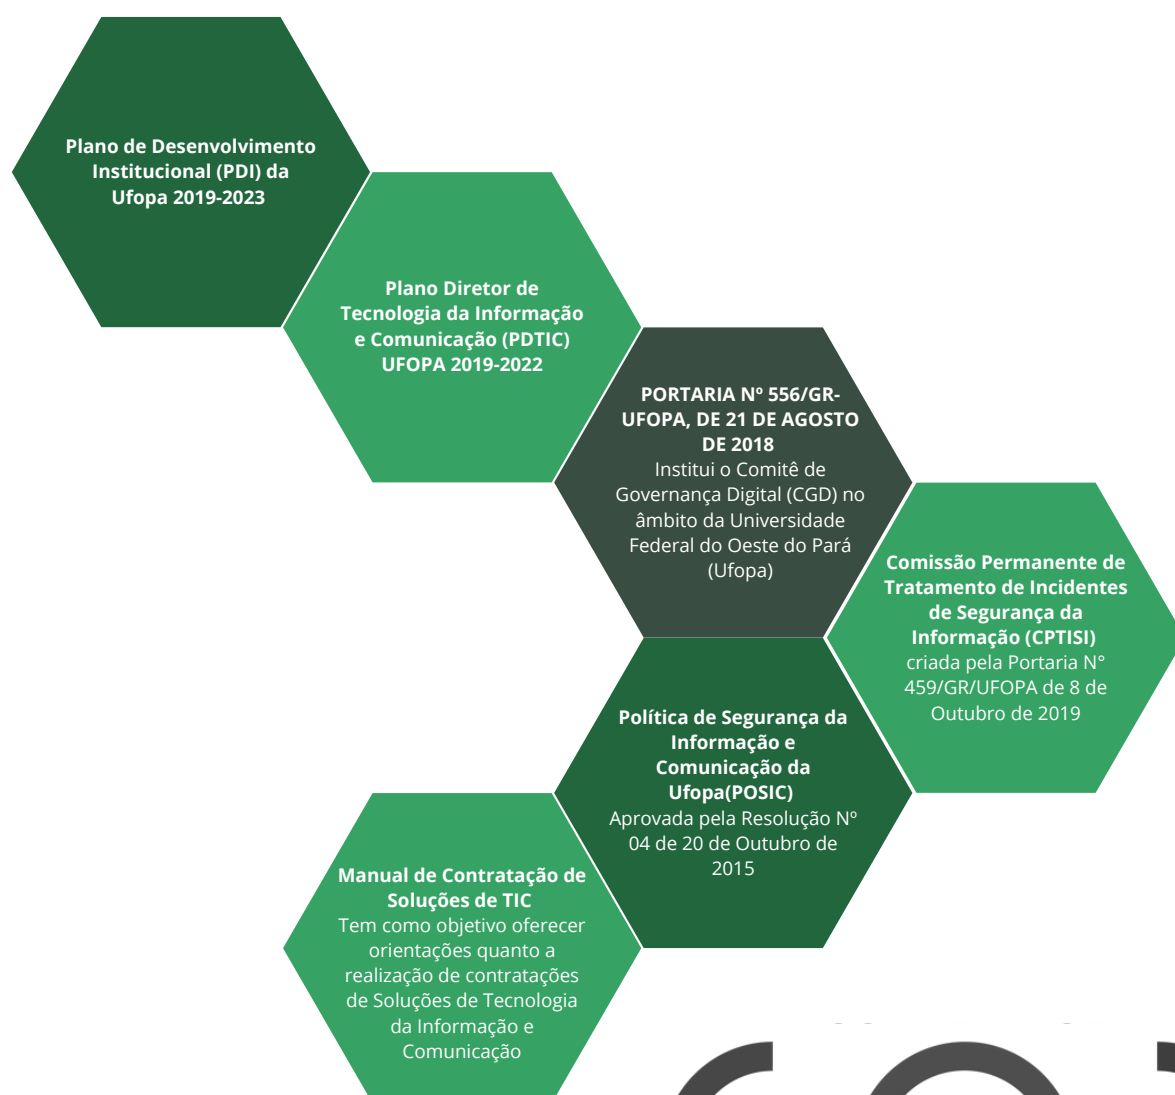 Plano de Desenvolvimento
Institucional (PDI) da
Ufopa 2019-2023
Plano Diretor de
Tecnologia da Informação
e Comunicação (PDTIC)
UFOPA 2019-2022
PORTARIA Nº 556/GR-
UFOPA, DE 21 DE AGOSTO
DE 2018
Institui o Comitê de
Governança Digital (CGD) no
âmbito da Universidade
Federal do Oeste do Pará
(Ufopa)
Comissão Permanente de
Tratamento de Incidentes
de Segurança da
Informação (CPTISI)
criada pela Portaria N°
459/GR/UFOPA de 8 de
Outubro de 2019
Política de Segurança da
Informação e
Comunicação da
Ufopa(POSIC)
Aprovada pela Resolução Nº
04 de 20 de Outubro de
2015
Manual de Contratação de
Soluções de TIC
Tem como objetivo oferecer
orientações quanto a
realização de contratações
de Soluções de Tecnologia
da Informação e
Comunicação